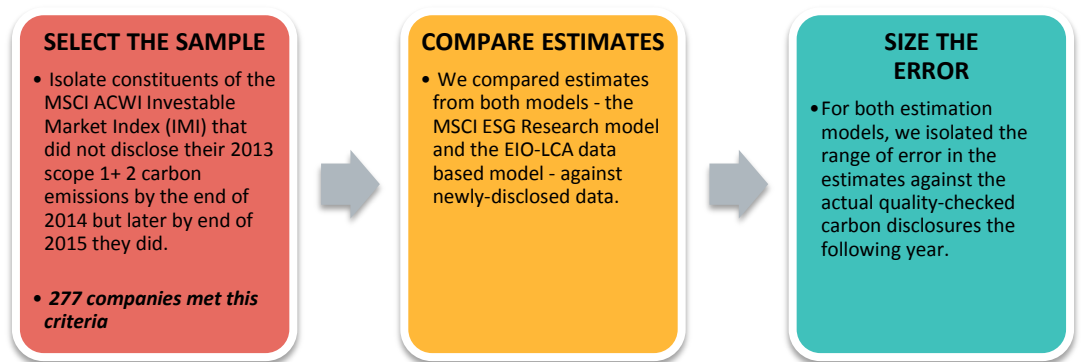 SELECT THE SAMPLE
• Isolate constituents of the
MSCI ACWI Investable
Market Index (IMI) that
did not disclose their 2013
scope 1+ 2 carbon
emissions by the end of
2014 but later by end of
2015 they did.
• 277 companies met this
criteria
COMPARE ESTIMATES
• We compared estimates
from both models - the
MSCI ESG Research model
and the EIO-LCA data
based model - against
newly-disclosed data.
SIZE THE
ERROR
•For both estimation
models, we isolated the
range of error in the
estimates against the
actual quality-checked
carbon disclosures the
following year.